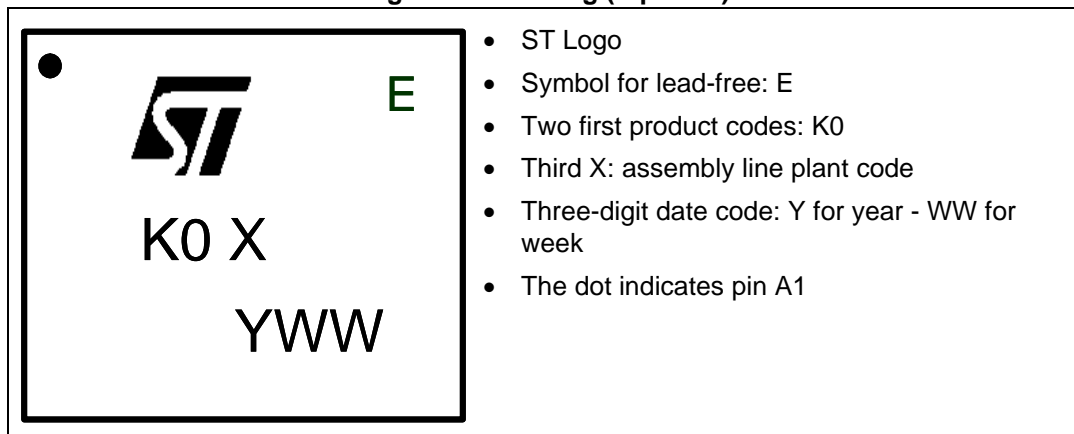 ST
E
K0 X
YWW
• ST Logo
• Symbol for lead-free: E
• Two first product codes: K0
• Third X: assembly line plant code
• Three-digit date code: Y for year - WW for
week
• The dot indicates pin A1